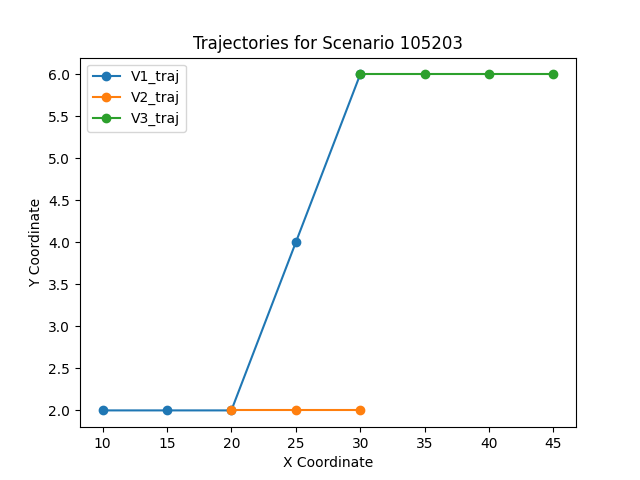 Trajectories for Scenario 105203
V1_traj
V2_traj
V3_traj
6.0
5.5
5.0
4.5
4.0
3.5
3.0
2.5
2.0
Y Coordinate
10 15 20 25 30 35 40 45
X Coordinate